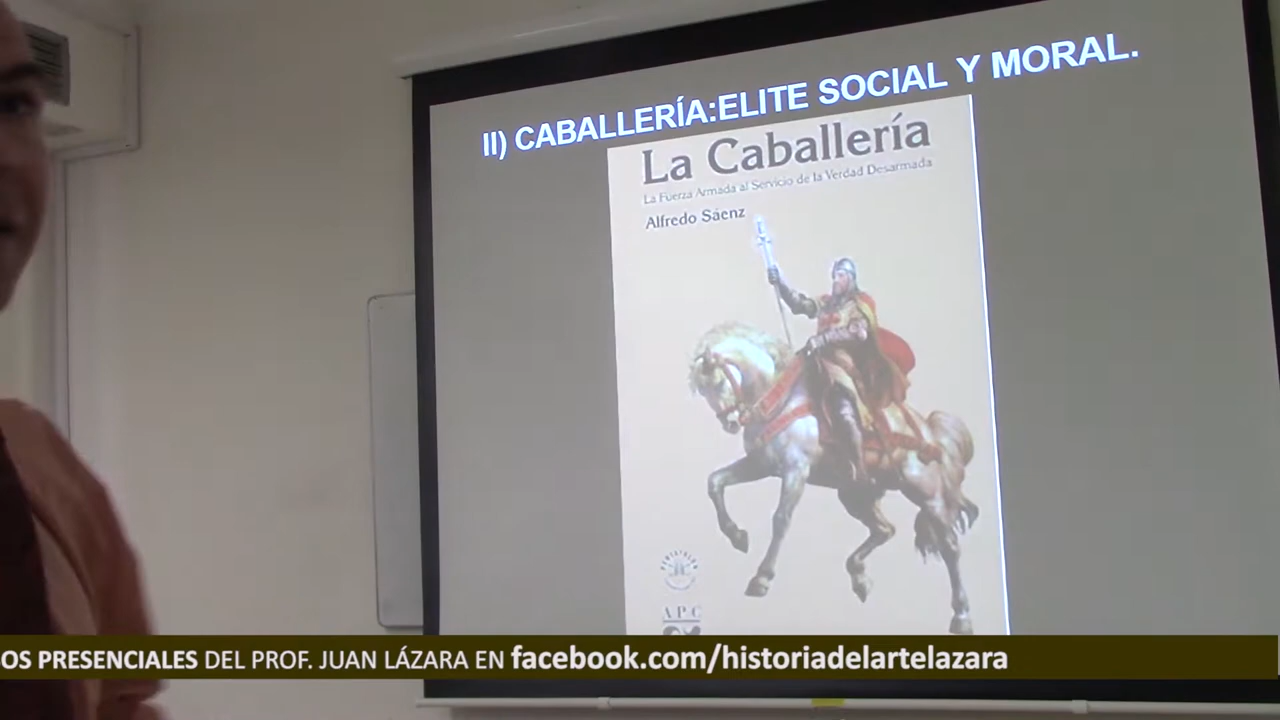 II) CABALLERÍA:ELITE SOCIAL Y MORAL.
La Caballería
La Fuerza Armada al Servicio de la Verdad Desarmada
Alfredo Sáenz
APC
OS PRESENCIALES DEL PROF. JUAN LÁZARA EN facebook.com/historiadelartelazara